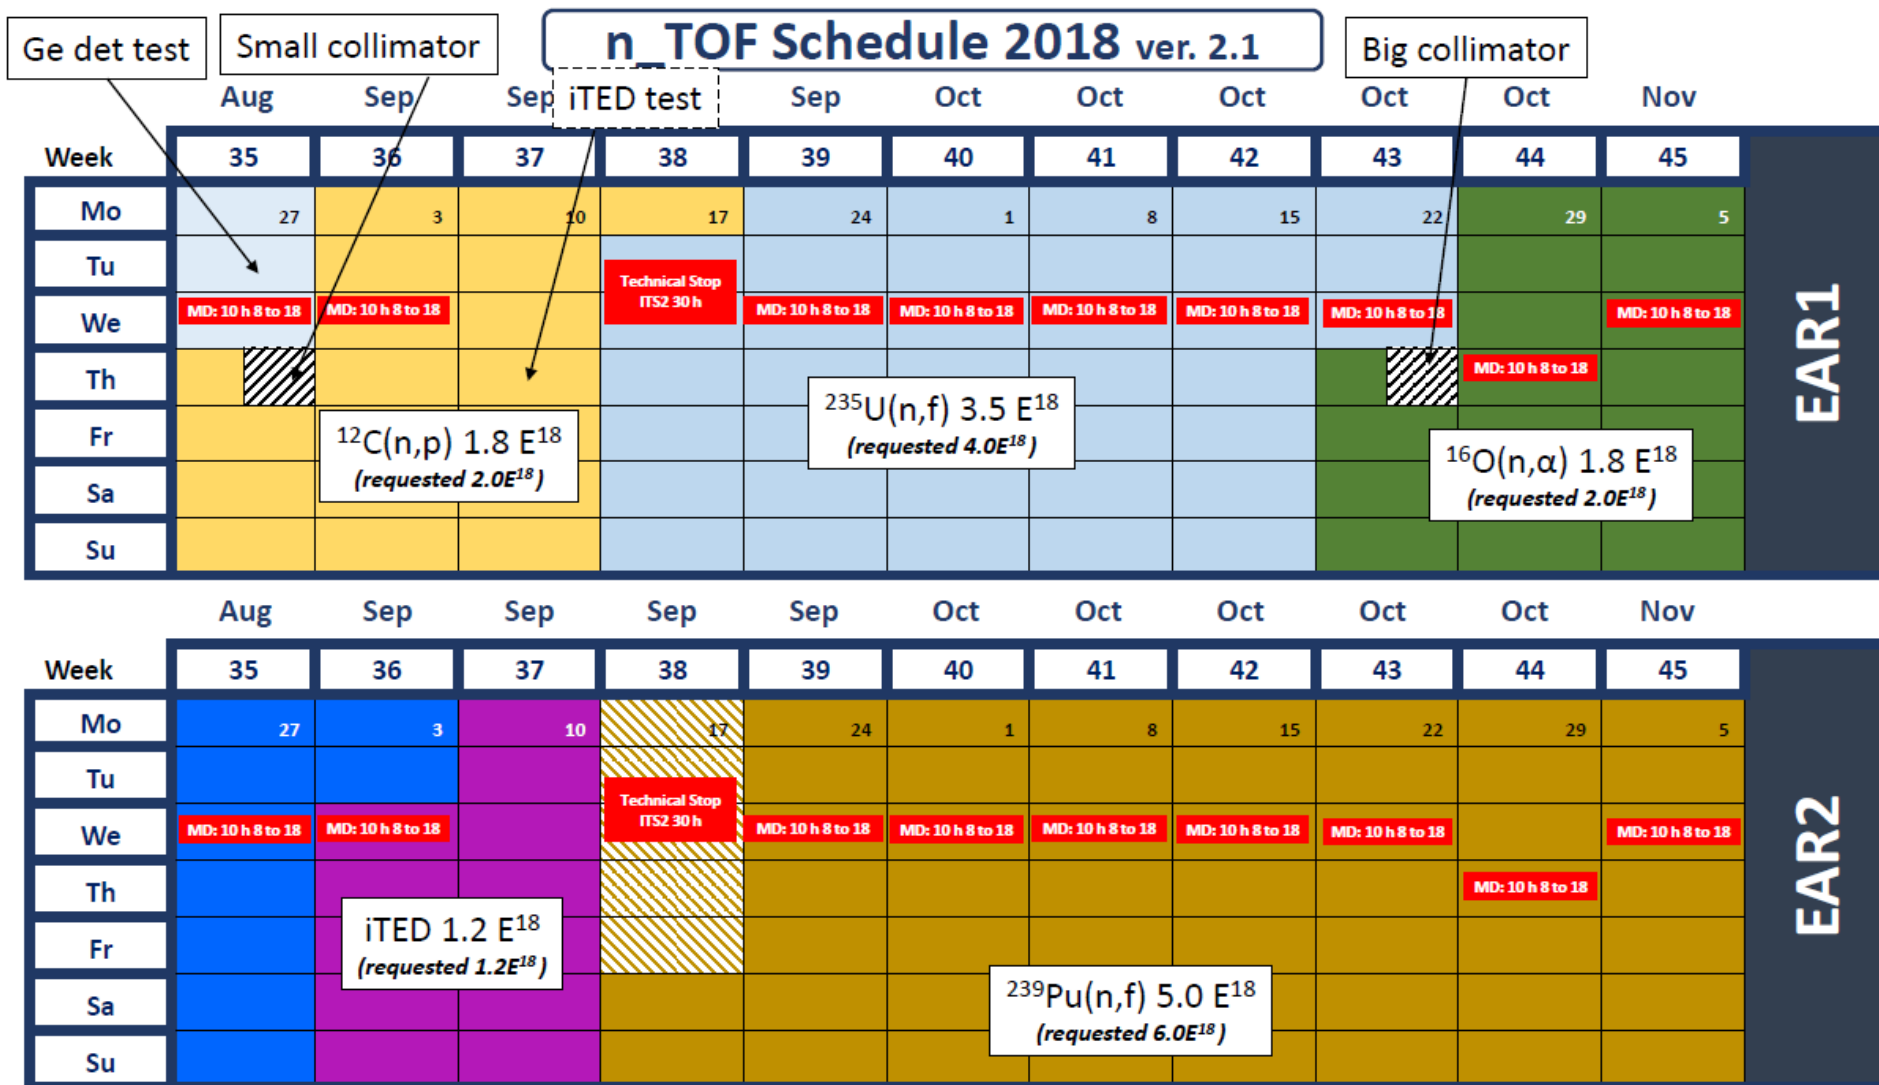 n_TOF Schedule 2018 ver. 2.1
Ge det test
Small collimator
iTED test
Big collimator
Aug Sep Sep Sep Oct Oct Oct Oct Oct Nov
Week 35 36 37 38 39 40 41 42 43 44 45
Mo 27 3 10 17 24 1 8 15 22 29 5
Tu
Technical Stop
ITS2 30 h
We MD: 10 h 8 to 18 MD: 10 h 8 to 18 MD: 10 h 8 to 18 MD: 10 h 8 to 18 MD: 10 h 8 to 18 MD: 10 h 8 to 18 MD: 10 h 8 to 18 MD: 10 h 8 to 18
Th MD: 10 h 8 to 18
Fr
Sa
Su
¹²C(n,p) 1.8 E¹⁸
(requested 2.0E¹⁸)
²³⁵U(n,f) 3.5 E¹⁸
(requested 4.0E¹⁸)
¹⁶O(n,α) 1.8 E¹⁸
(requested 2.0E¹⁸)
EAR1
Aug Sep Sep Sep Sep Oct Oct Oct Oct Oct Nov
Week 35 36 37 38 39 40 41 42 43 44 45
Mo 27 3 10 17 24 1 8 15 22 29 5
Tu
Technical Stop
ITS2 30 h
We MD: 10 h 8 to 18 MD: 10 h 8 to 18 MD: 10 h 8 to 18 MD: 10 h 8 to 18 MD: 10 h 8 to 18 MD: 10 h 8 to 18 MD: 10 h 8 to 18 MD: 10 h 8 to 18
Th MD: 10 h 8 to 18
Fr
Sa
Su
iTED 1.2 E¹⁸
(requested 1.2E¹⁸)
²³⁹Pu(n,f) 5.0 E¹⁸
(requested 6.0E¹⁸)
EAR2